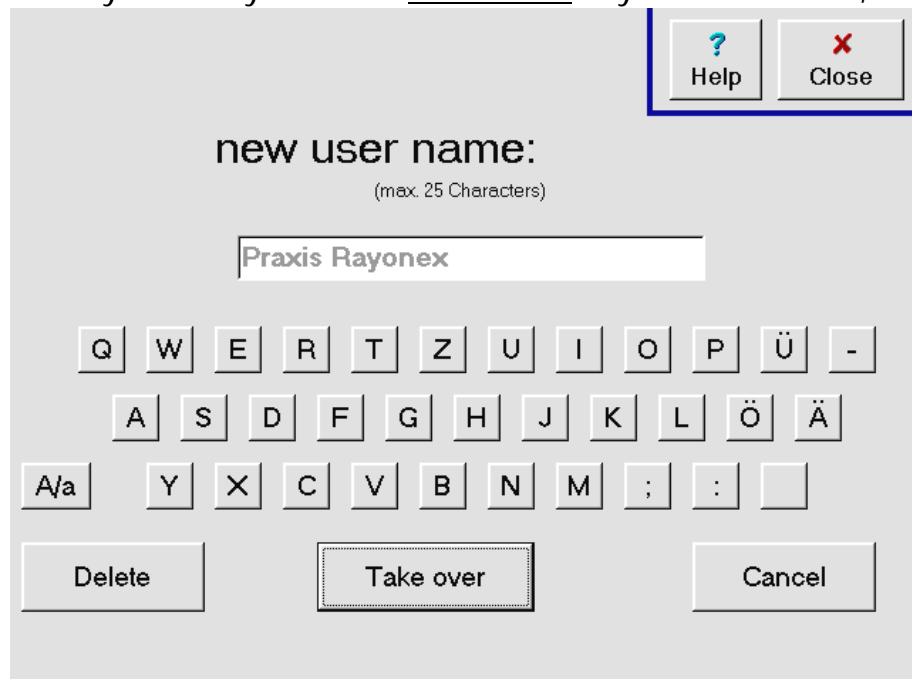 ?
Help
X
Close
new user name:
(max. 25 Characters)
Praxis Rayonex
Q W E R T Z U I O P Ü -
A S D F G H J K L Ö Ä
A/a Y X C V B N M ; :
Delete Take over Cancel